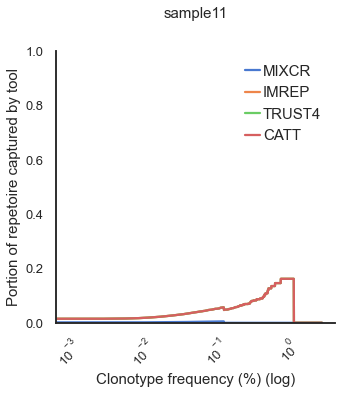 sample11
1.0
0.8
0.6
0.4
0.2
0.0
Portion of repetoire captured by tool
MIXCR
IMREP
TRUST4
CATT
10⁻³
10⁻²
10⁻¹
10⁰
Clonotype frequency (%) (log)